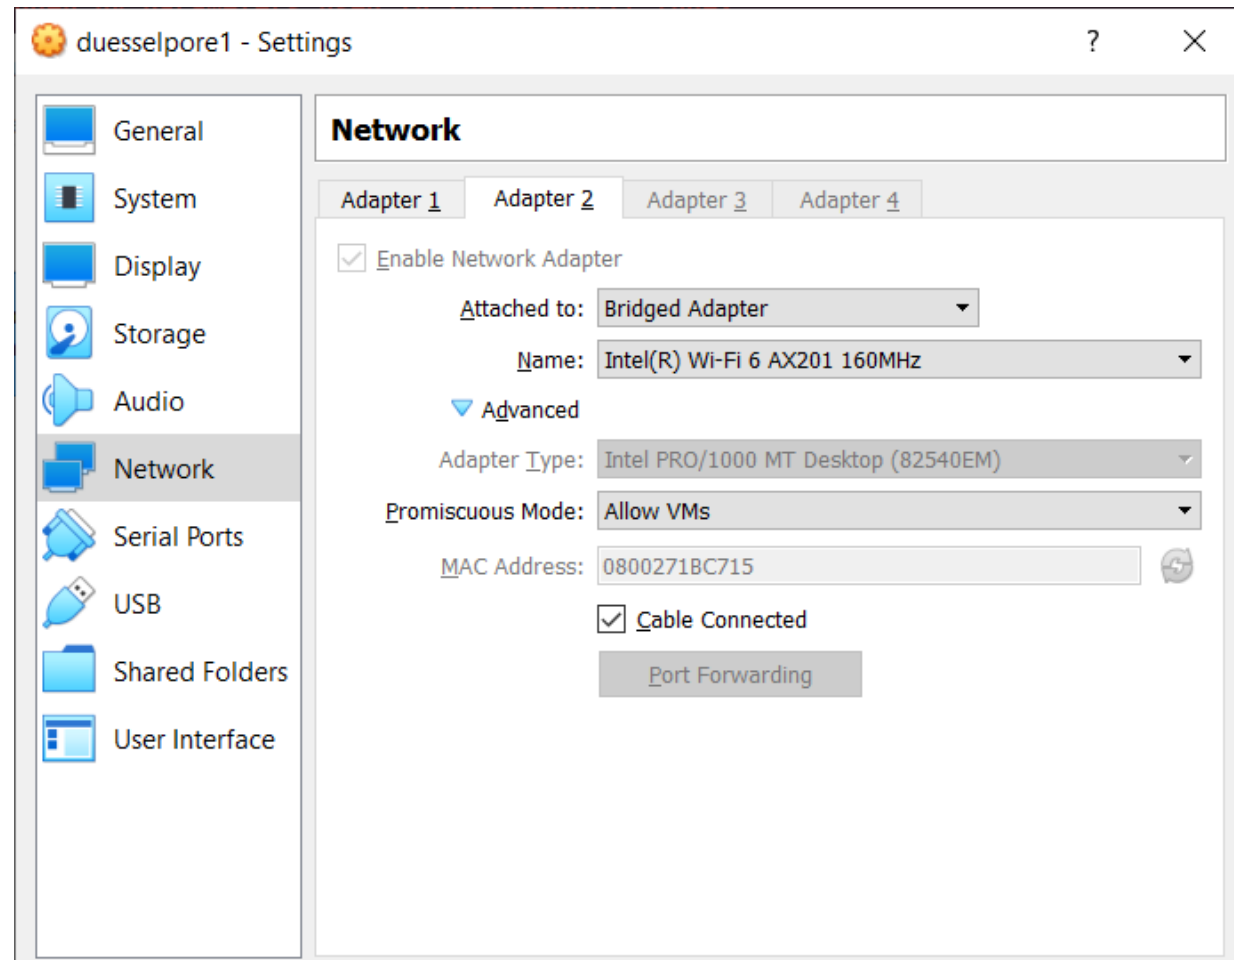 duesselpore1 - Settings
?
General
System
Display
Storage
Audio
Network
Serial Ports
USB
Shared Folders
User Interface
Network
Adapter 1 Adapter 2 Adapter 3 Adapter 4
Enable Network Adapter
Attached to: Bridged Adapter
Name: Intel(R) Wi-Fi 6 AX201 160MHz
Advanced
Adapter Type: Intel PRO/1000 MT Desktop (82540EM)
Promiscuous Mode: Allow VMs
MAC Address: 0800271BC715
Cable Connected
Port Forwarding